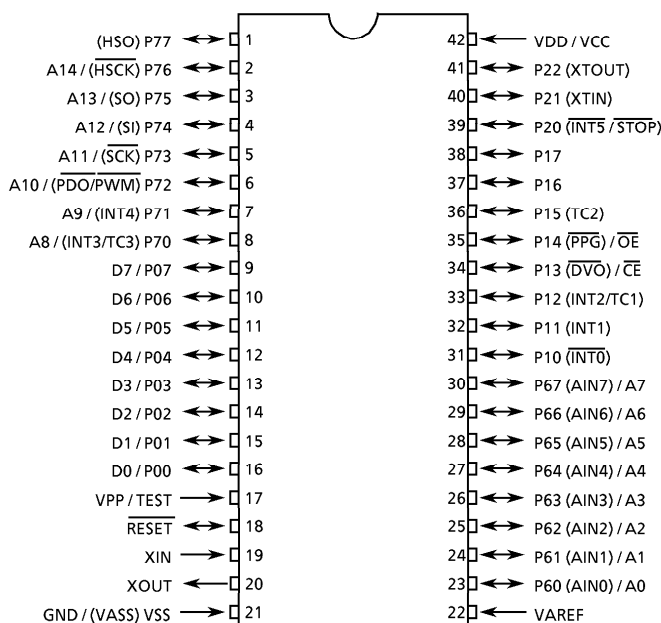 (HSO) P77 1 42 VDD / VCC
A14 / (HSCK) P76 2 41 P22 (XTOUT)
A13 / (SO) P75 3 40 P21 (XTIN)
A12 / (SI) P74 4 39 P20 (INT5 / STOP)
A11 / (SCK) P73 5 38 P17
A10 / (PDO/PWM) P72 6 37 P16
A9 / (INT4) P71 7 36 P15 (TC2)
A8 / (INT3/TC3) P70 8 35 P14 (PPG) / OE
D7 / P07 9 34 P13 (DVO) / CE
D6 / P06 10 33 P12 (INT2/TC1)
D5 / P05 11 32 P11 (INT1)
D4 / P04 12 31 P10 (INT0)
D3 / P03 13 30 P67 (AIN7) / A7
D2 / P02 14 29 P66 (AIN6) / A6
D1 / P01 15 28 P65 (AIN5) / A5
D0 / P00 16 27 P64 (AIN4) / A4
VPP / TEST 17 26 P63 (AIN3) / A3
RESET 18 25 P62 (AIN2) / A2
XIN 19 24 P61 (AIN1) / A1
XOUT 20 23 P60 (AIN0) / A0
GND / (VASS) VSS 21 22 VAREF